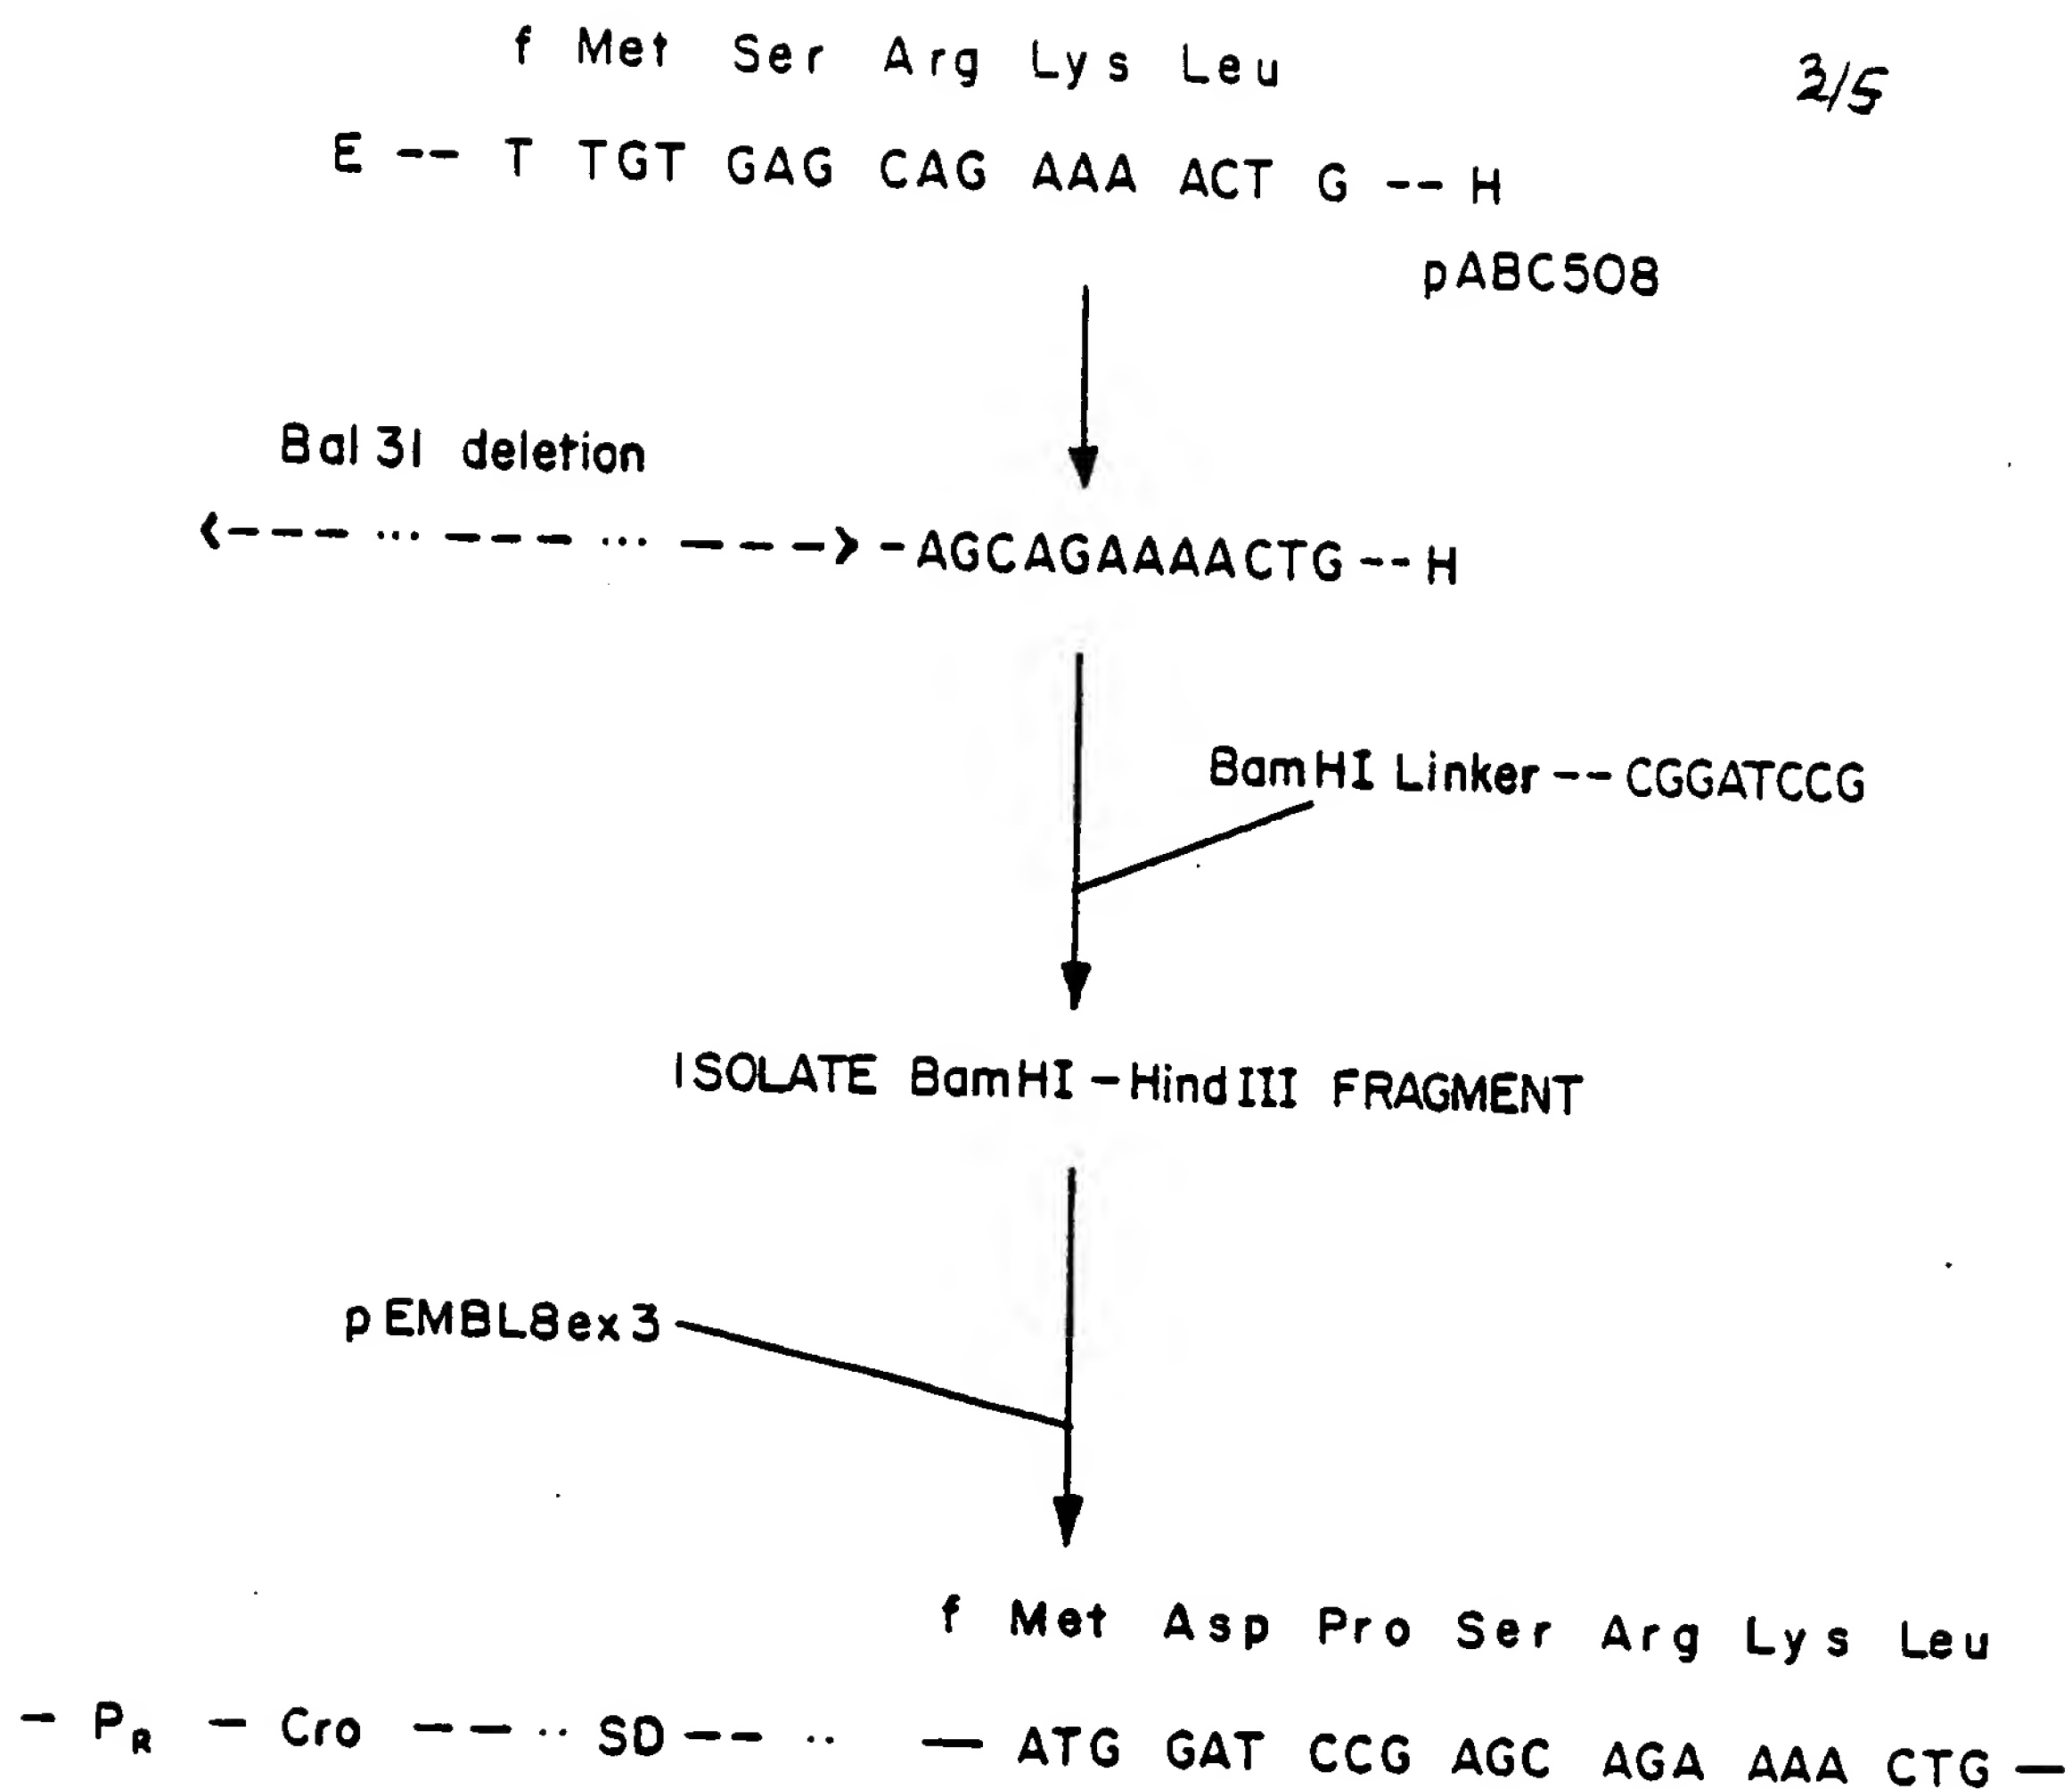 f Met Ser Arg Lys Leu
3/5
E -- T TGT GAG CAG AAA ACT G -- H
pABC508
Bal 31 deletion
<--- ... --- ... ---> -AGCAGAAAACTG -- H
BamHI Linker -- CGGATCCG
ISOLATE BamHI - HindIII FRAGMENT
pEMBL8ex3
f Met Asp Pro Ser Arg Lys Leu
- PR - Cro -- .. SD -- .. — ATG GAT CCG AGC AGA AAA CTG —